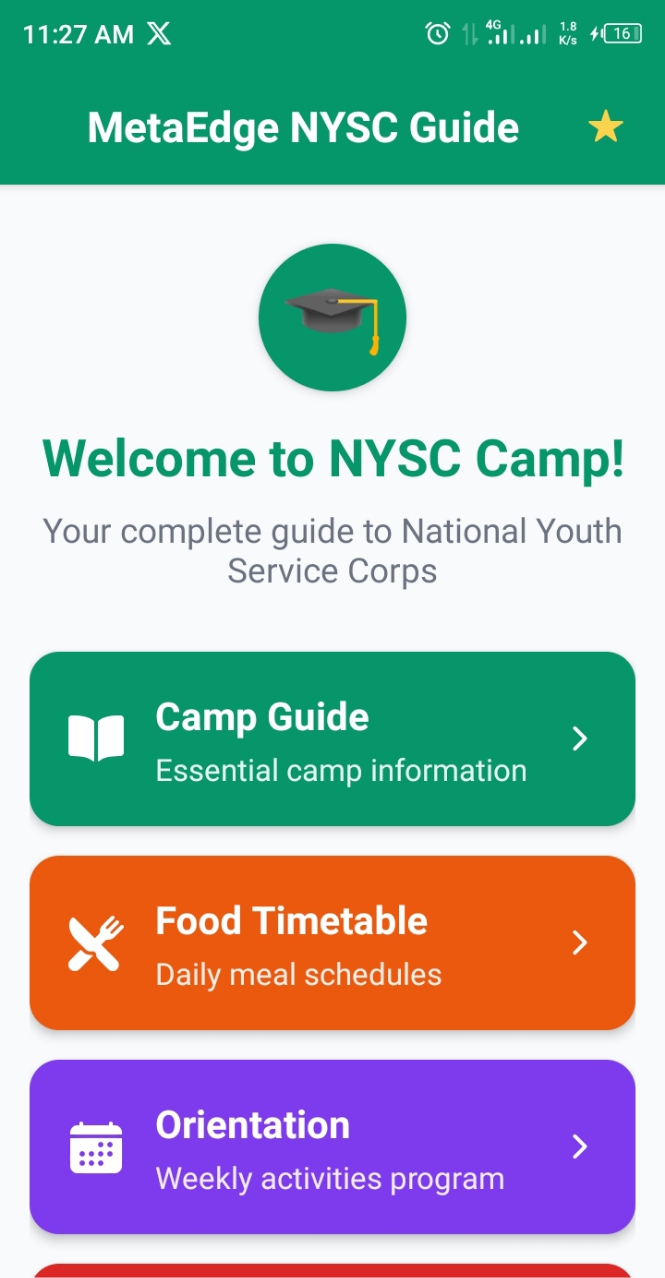 11:27 AM
4G
1.8
K/s
16
MetaEdge NYSC Guide
Welcome to NYSC Camp!
Your complete guide to National Youth
Service Corps
Camp Guide
Essential camp information
Food Timetable
Daily meal schedules
Orientation
Weekly activities program